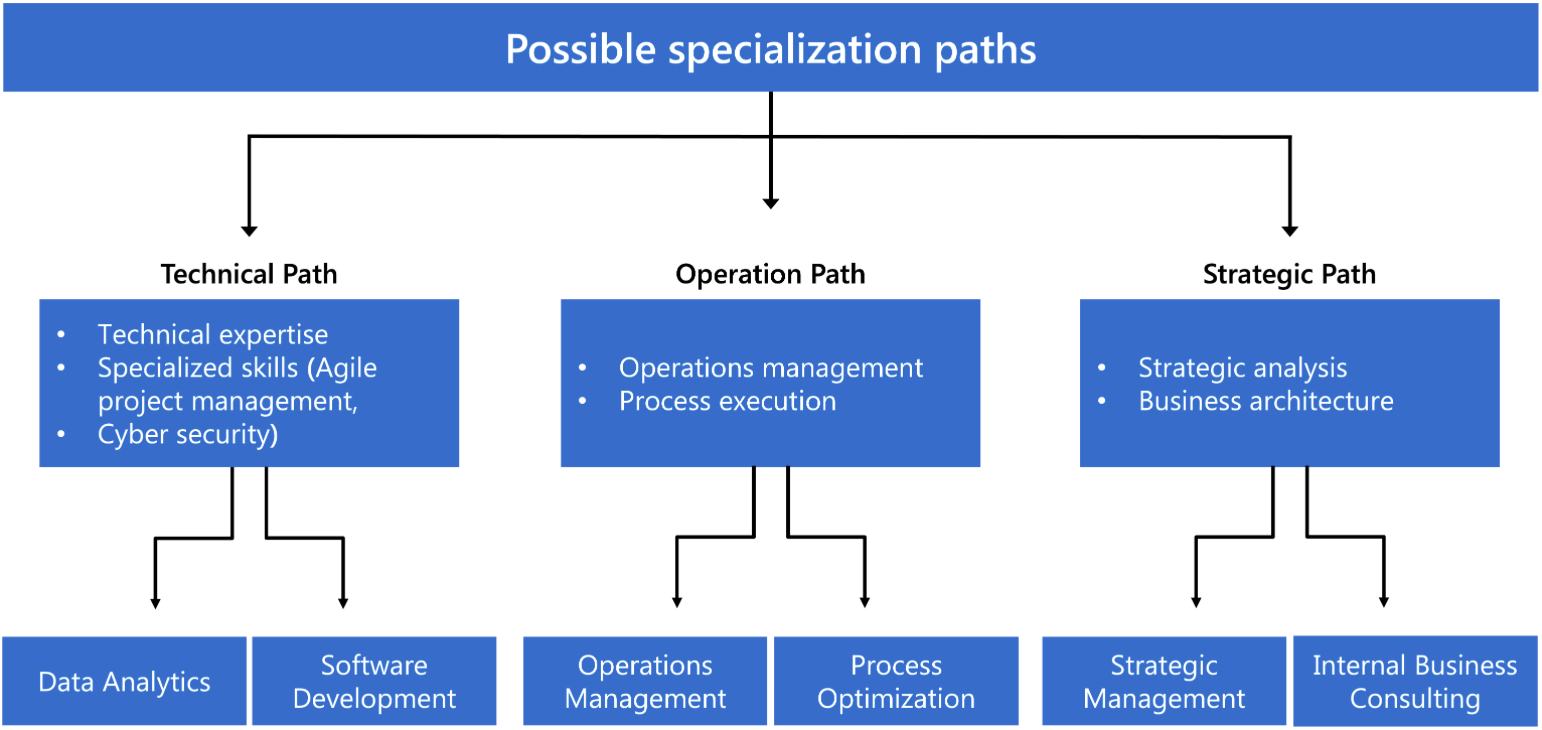 Possible specialization paths
Technical Path
• Technical expertise
• Specialized skills (Agile
project management,
• Cyber security)
Operation Path
• Operations management
• Process execution
Strategic Path
• Strategic analysis
• Business architecture
Data Analytics
Software
Development
Operations
Management
Process
Optimization
Strategic
Management
Internal Business
Consulting